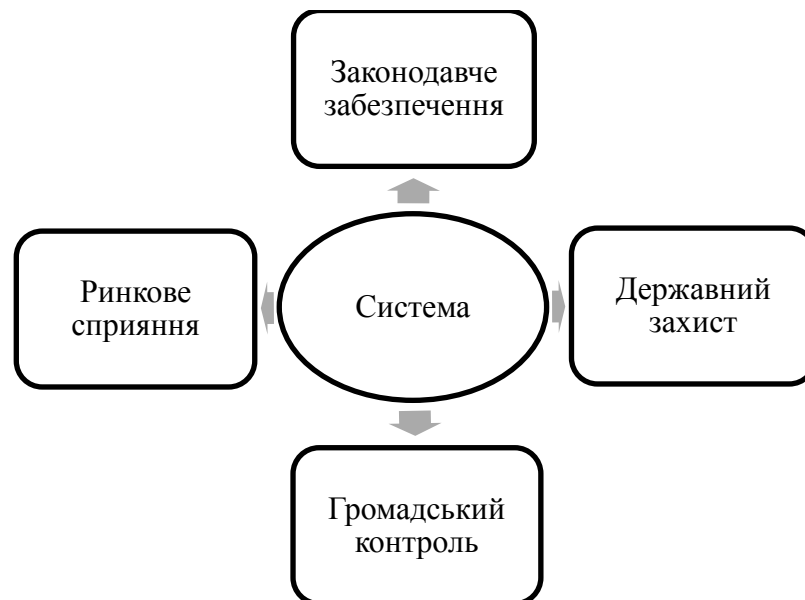 Законодавче
забезпечення
Ринкове
сприяння
Система
Державний
захист
Громадський
контроль